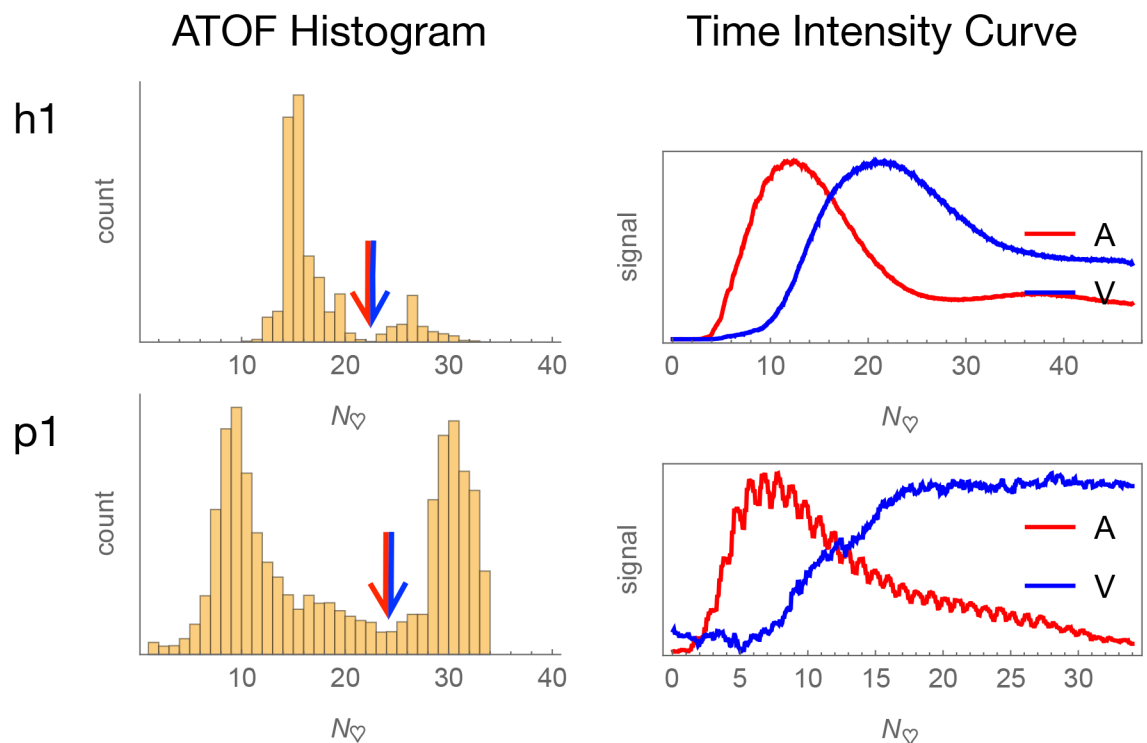 ATOF Histogram
Time Intensity Curve
h1
count
10 20 30 40
N♡
signal
A
V
0 10 20 30 40
N♡
p1
count
10 20 30 40
N♡
signal
A
V
0 5 10 15 20 25 30
N♡